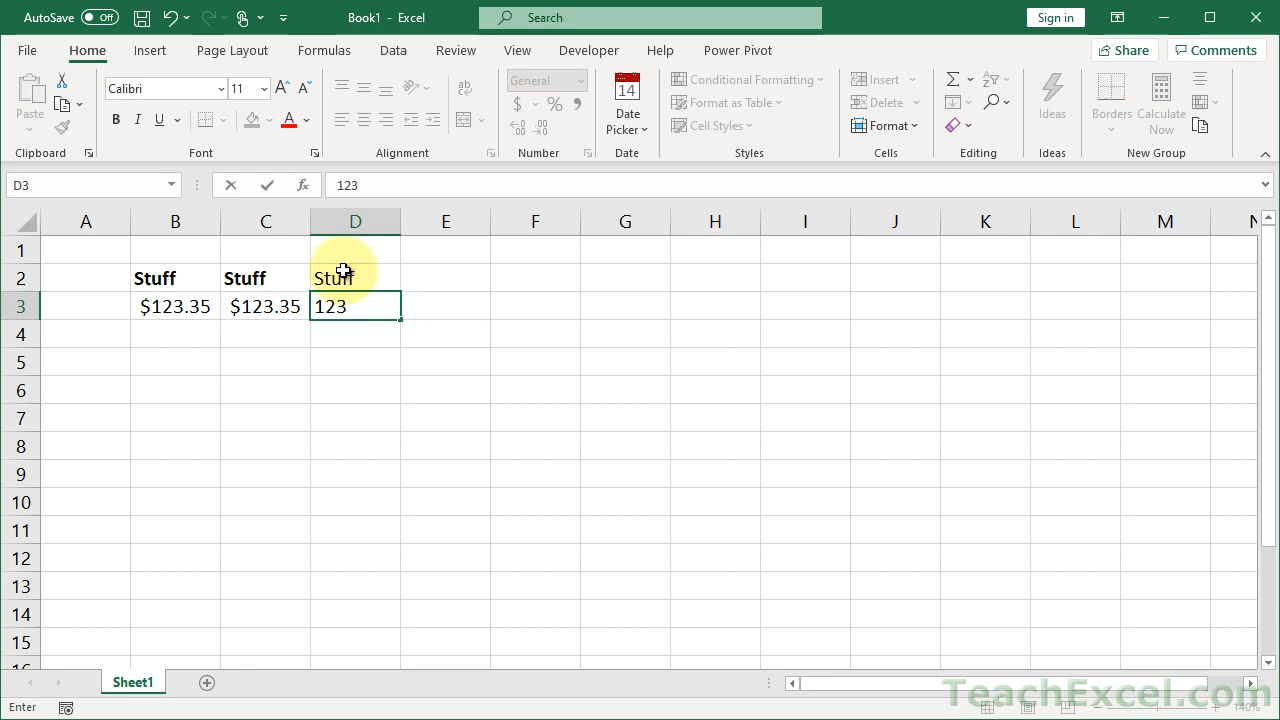 AutoSave Off Book1 - Excel Search Sign in
File Home Insert Page Layout Formulas Data Review View Developer Help Power Pivot Share Comments
Paste
Clipboard
Calibri 11
B I U A
Font
ab
Alignment
General
$ % ,
Number
14
Date
Picker
Date
Conditional Formatting
Format as Table
Cell Styles
Styles
Insert
Delete
Format
Cells
Editing
Ideas
Ideas
Borders Calculate
Now
New Group
D3 fx 123
A B C D E F G H I J K L M N
1
2 Stuff Stuff Stuff
3 $123.35 $123.35 123
4
5
6
7
8
9
10
11
12
13
14
15
16
Sheet1
TeachExcel.com
Enter 140%